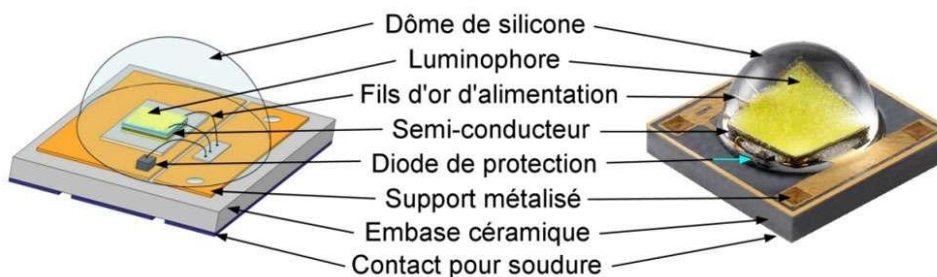 Dôme de silicone
Luminophore
Fils d'or d'alimentation
Semi-conducteur
Diode de protection
Support métalisé
Embase céramique
Contact pour soudure